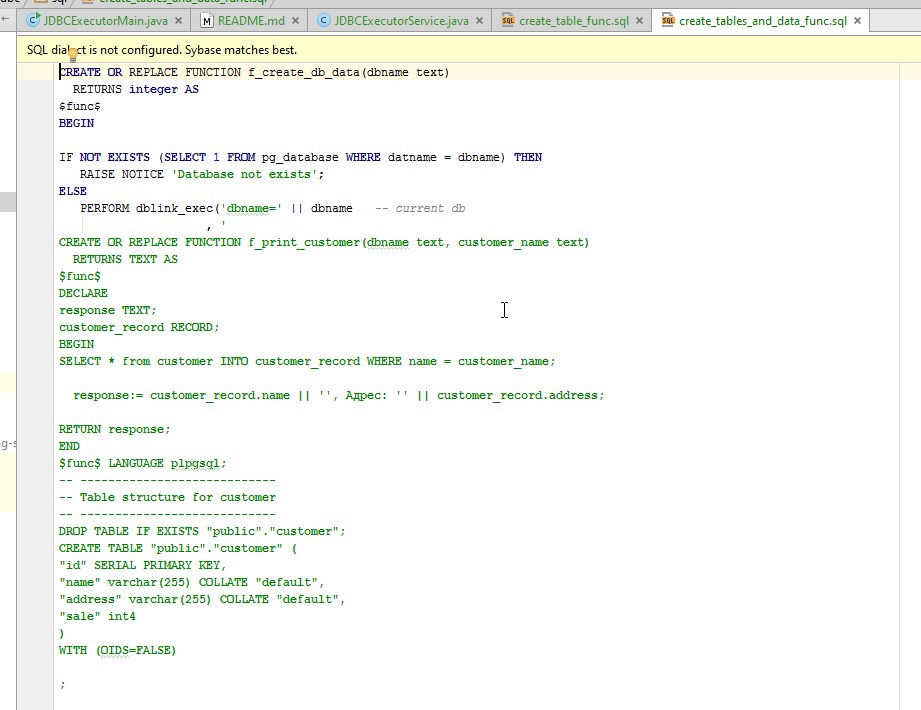 create_tables_and_data_func.sql
JDBCExecutorMain.java
README.md
JDBCExecutorService.java
create_table_func.sql
create_tables_and_data_func.sql
SQL dialect is not configured. Sybase matches best.
CREATE OR REPLACE FUNCTION f_create_db_data(dbname text)
RETURNS integer AS
$func$
BEGIN
IF NOT EXISTS (SELECT 1 FROM pg_database WHERE datname = dbname) THEN
RAISE NOTICE 'Database not exists';
ELSE
PERFORM dblink_exec('dbname=' || dbname   -- current db
, '
CREATE OR REPLACE FUNCTION f_print_customer(dbname text, customer_name text)
RETURNS TEXT AS
$func$
DECLARE
response TEXT;
customer_record RECORD;
BEGIN
SELECT * from customer INTO customer_record WHERE name = customer_name;
response:= customer_record.name || '', Адрес: '' || customer_record.address;
RETURN response;
END
$func$ LANGUAGE plpgsql;
-- ----------------------------
-- Table structure for customer
-- ----------------------------
DROP TABLE IF EXISTS "public"."customer";
CREATE TABLE "public"."customer" (
"id" SERIAL PRIMARY KEY,
"name" varchar(255) COLLATE "default",
"address" varchar(255) COLLATE "default",
"sale" int4
)
WITH (OIDS=FALSE)
;